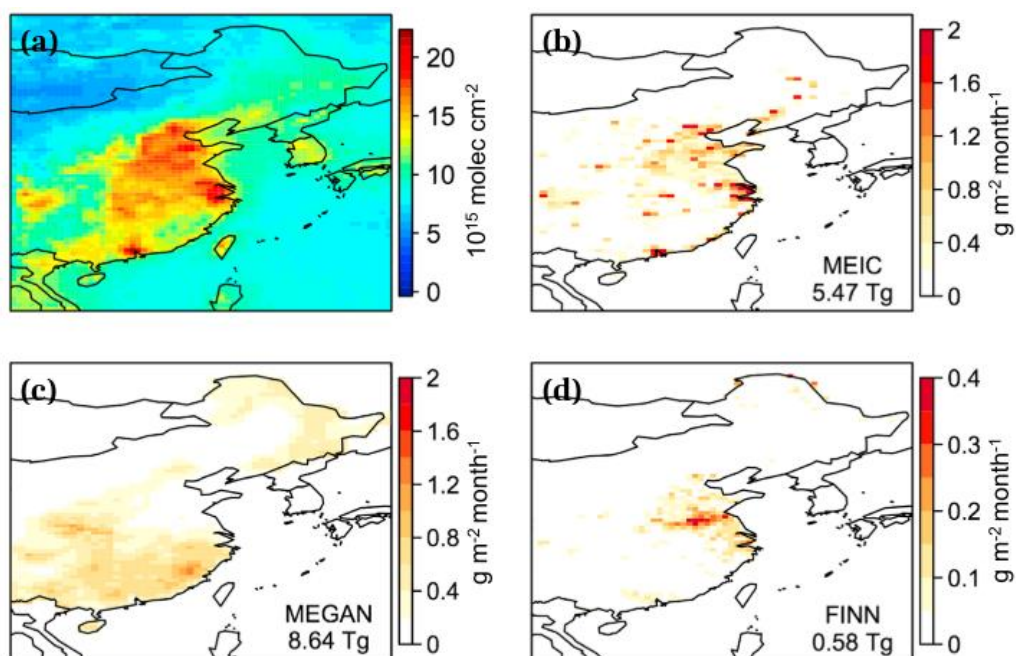 (a)
20
15
10
5
0
10¹⁵ molec cm⁻²
(b)
2
1.6
1.2
0.8
0.4
0
g m⁻² month⁻¹
MEIC
5.47 Tg
(c)
2
1.6
1.2
0.8
0.4
0
g m⁻² month⁻¹
MEGAN
8.64 Tg
(d)
0.4
0.3
0.2
0.1
0
g m⁻² month⁻¹
FINN
0.58 Tg